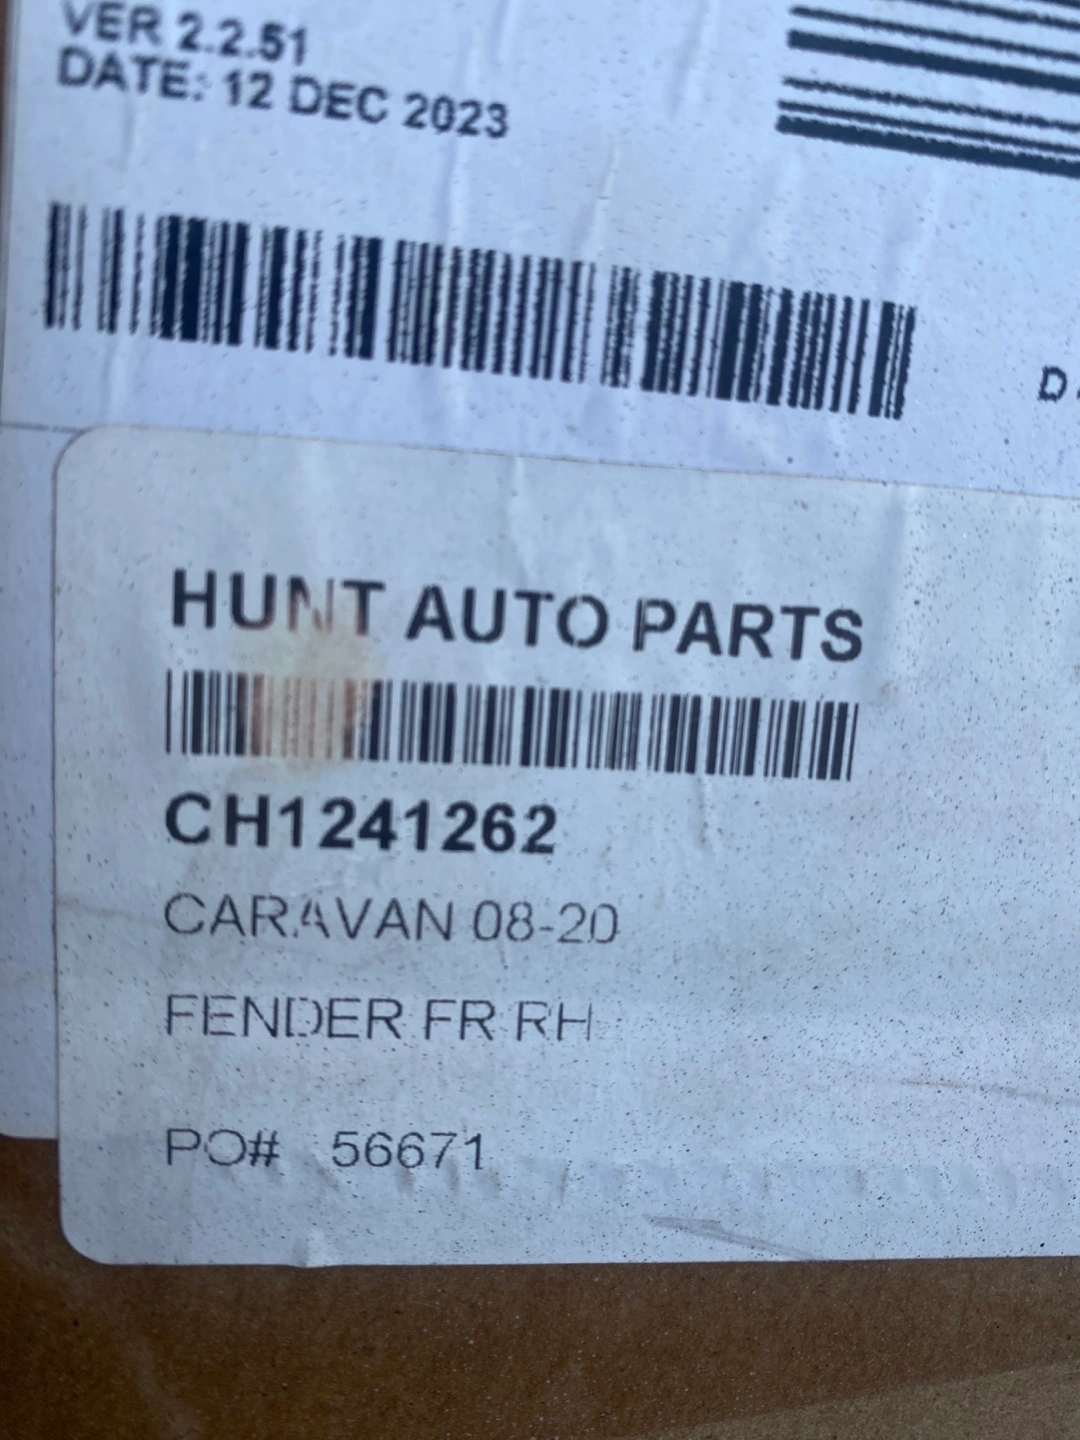 VER 2.2.51
DATE: 12 DEC 2023
D
HUNT AUTO PARTS
CH1241262
CARAVAN 08-20
FENDER FR RH
PO# 56671